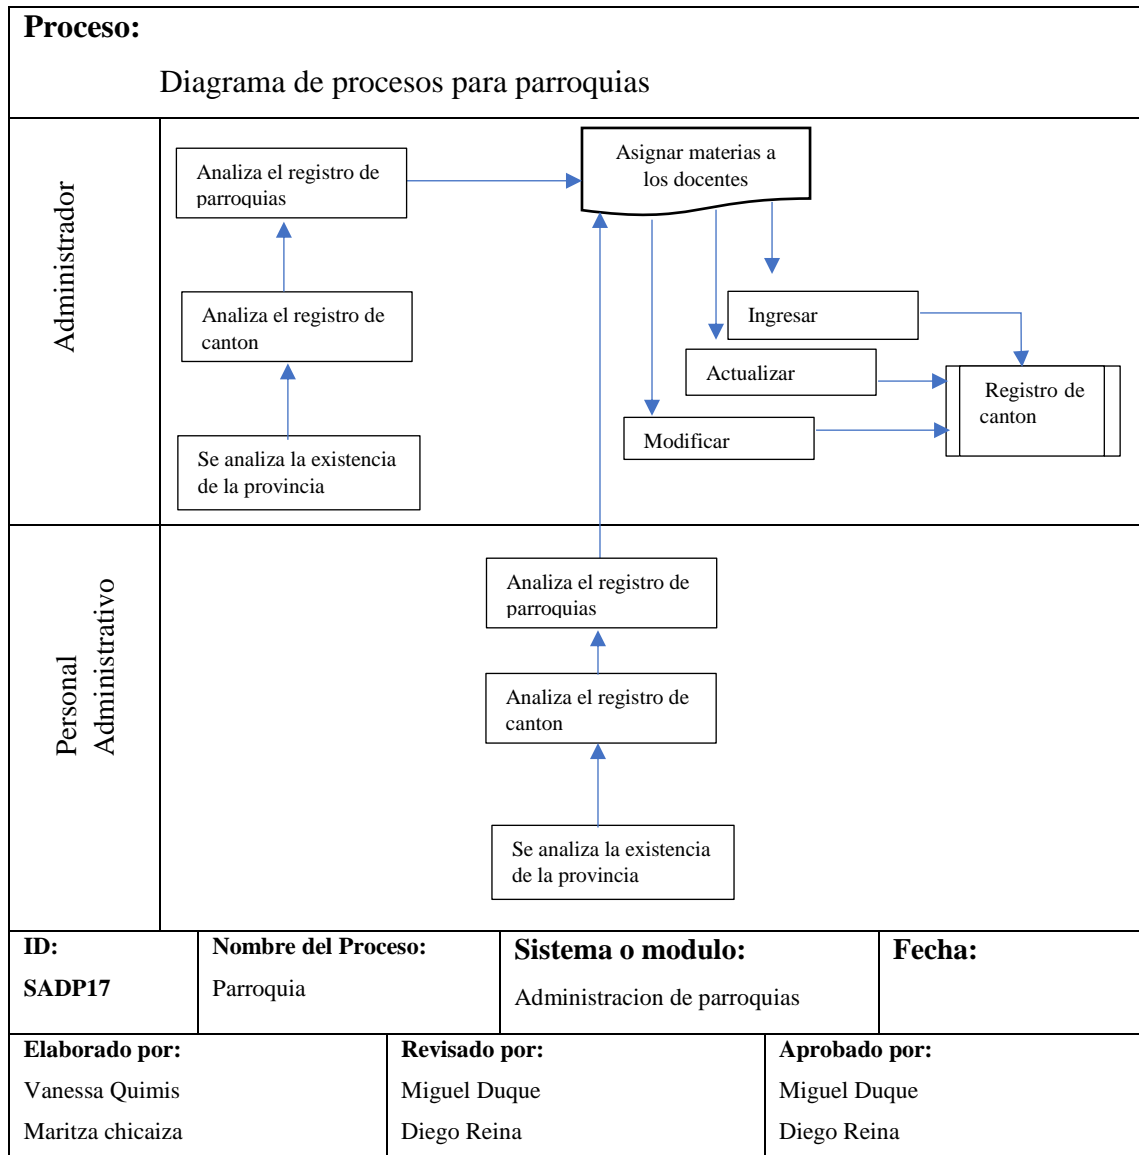 Proceso:
Diagrama de procesos para parroquias
Administrador
Analiza el registro de
parroquias
Asignar materias a
los docentes
Analiza el registro de
canton
Ingresar
Actualizar
Registro de
canton
Modificar
Se analiza la existencia
de la provincia
Personal
Administrativo
Analiza el registro de
parroquias
Analiza el registro de
canton
Se analiza la existencia
de la provincia
ID:
SADP17
Nombre del Proceso:
Parroquia
Sistema o modulo:
Administracion de parroquias
Fecha:
Elaborado por:
Vanessa Quimis
Maritza chicaiza
Revisado por:
Miguel Duque
Diego Reina
Aprobado por:
Miguel Duque
Diego Reina